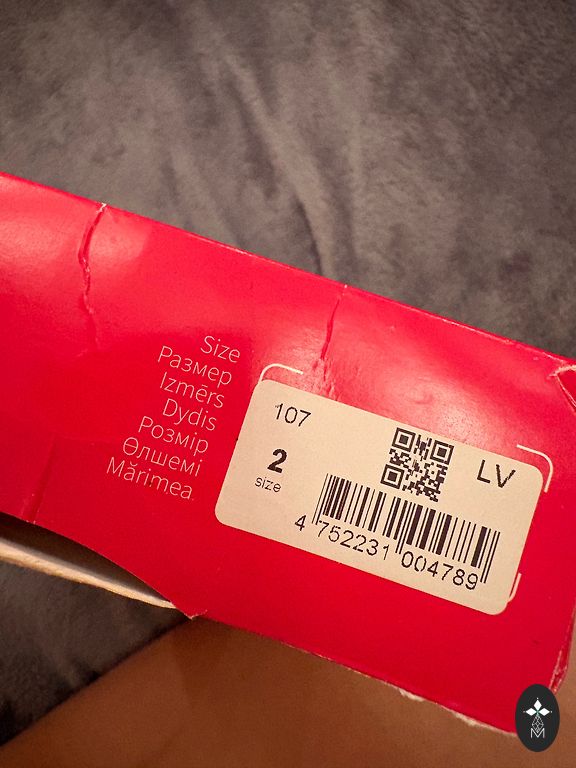 Size
Размер
Izmērs
Dydis
Розмір
Өлшемі
Mărimea
107
2
size
LV
4 752231 004789
M